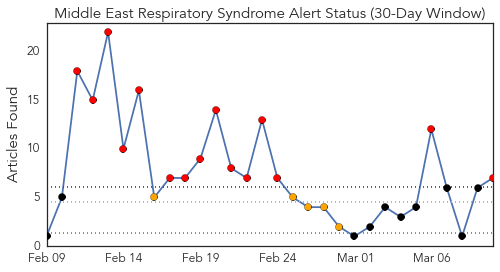 Middle East Respiratory Syndrome Alert Status (30-Day Window)
Articles Found
20
15
10
5
0
Feb 09 Feb 14 Feb 19 Feb 24 Mar 01 Mar 06